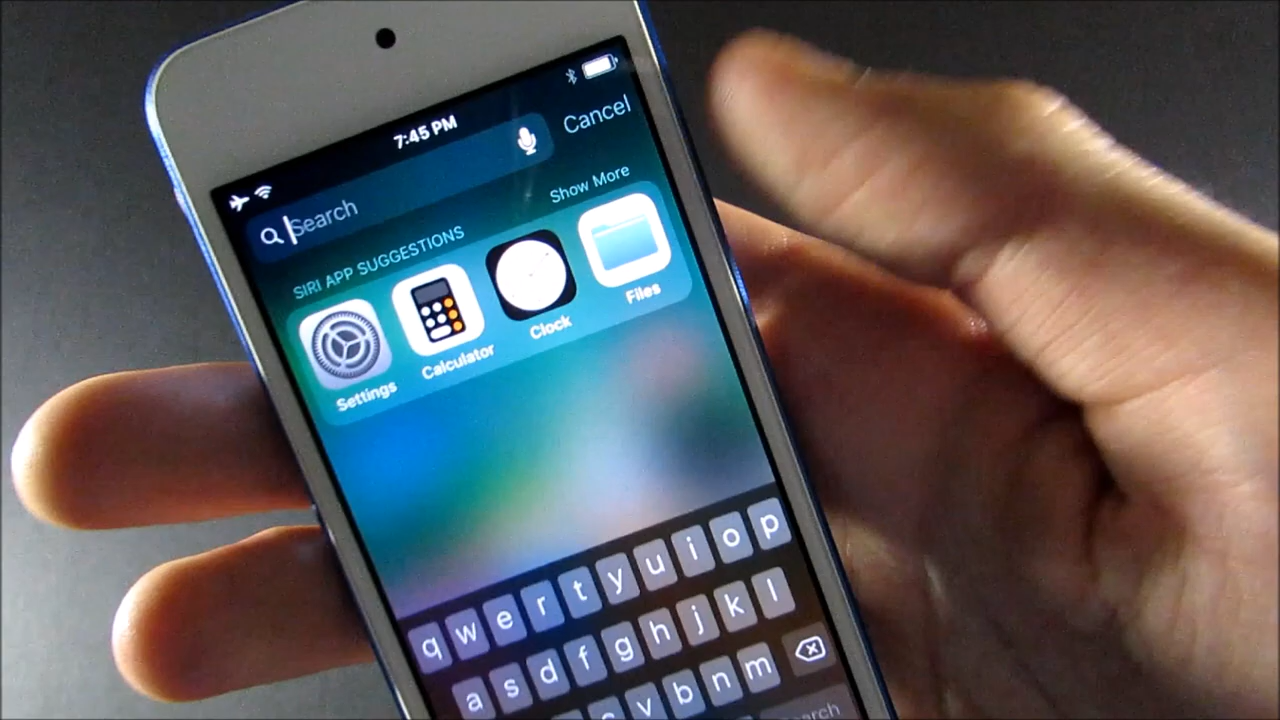 7:45 PM
Search
Cancel
SIRI APP SUGGESTIONS
Show More
Settings
Calculator
Clock
Files
q w e r t y u i o p
a s d f g h j k l
v b n m